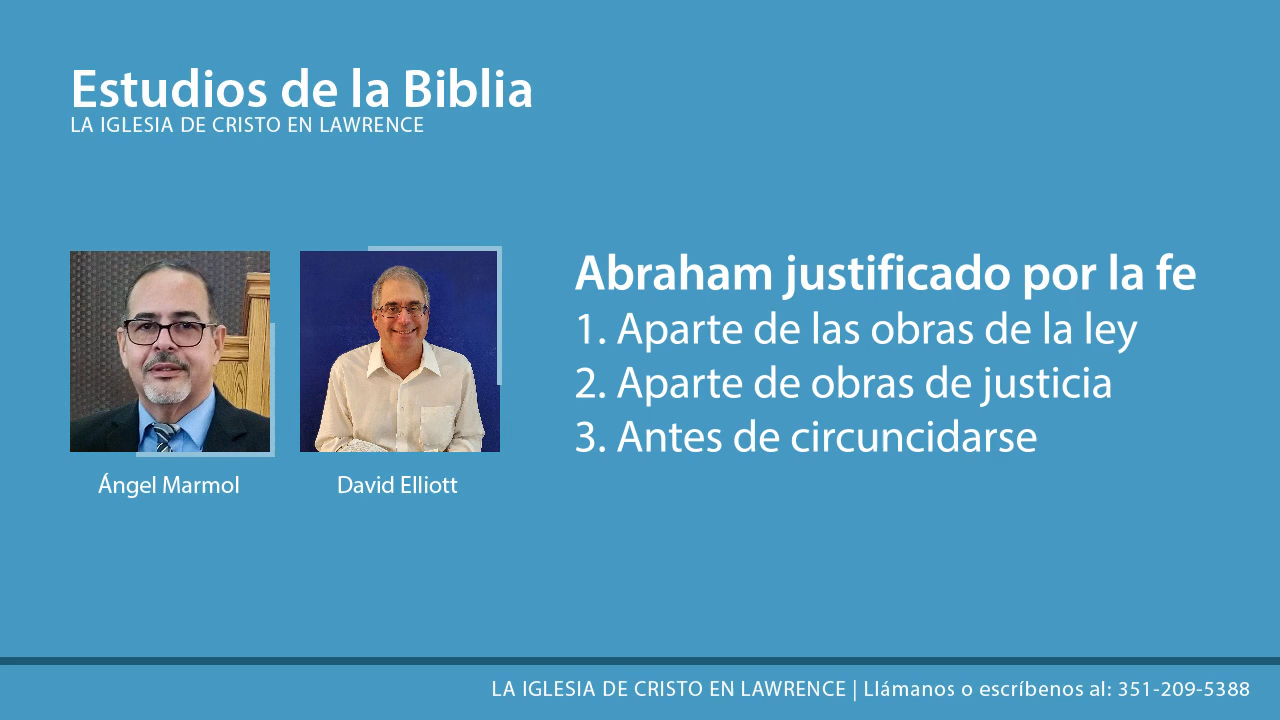 Estudios de la Biblia
LA IGLESIA DE CRISTO EN LAWRENCE
Ángel Marmol
David Elliott
Abraham justificado por la fe
1. Aparte de las obras de la ley
2. Aparte de obras de justicia
3. Antes de circuncidarse
LA IGLESIA DE CRISTO EN LAWRENCE | Llámanos o escríbenos al: 351-209-5388